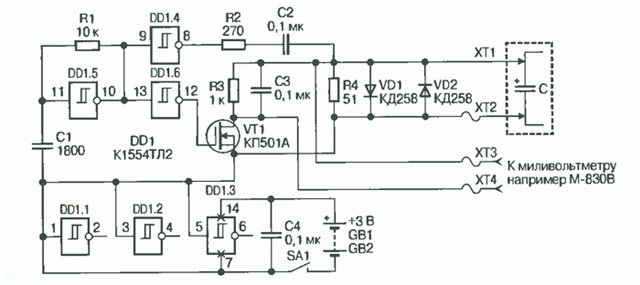 R1
10 к
DD1.4
9
8
R2
270
C2
0,1 мк
DD1.5
11
10
DD1.6
13
12
R3
1 к
C3
0,1 мк
R4
51
VD1
КД258
VD2
КД258
XT1
+
C
XT2
C1
1800
DD1
К1554ТЛ2
VT1
КП501А
XT3
XT4
К миливольтметру
например М-830В
DD1.1
1
2
DD1.2
3
4
DD1.3
5
6
14
7
C4
0,1 мк
SA1
+
+3 В
GB1
GB2